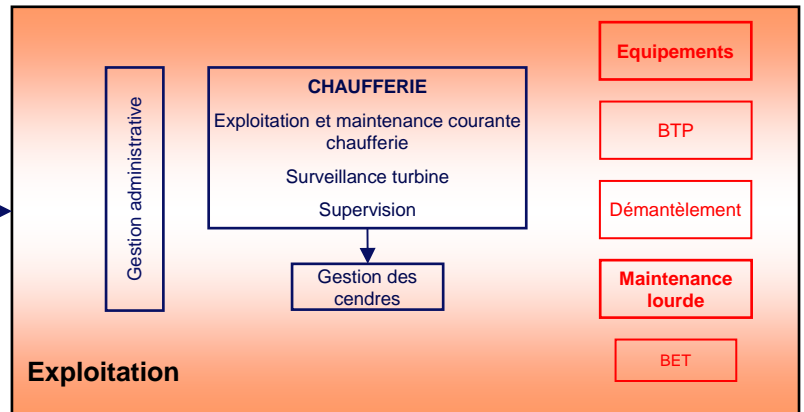 Gestion administrative
CHAUFFERIE
Exploitation et maintenance courante
chaufferie
Surveillance turbine
Supervision
Gestion des
cendres
Equipements
BTP
Démantèlement
Maintenance
lourde
BET
Exploitation